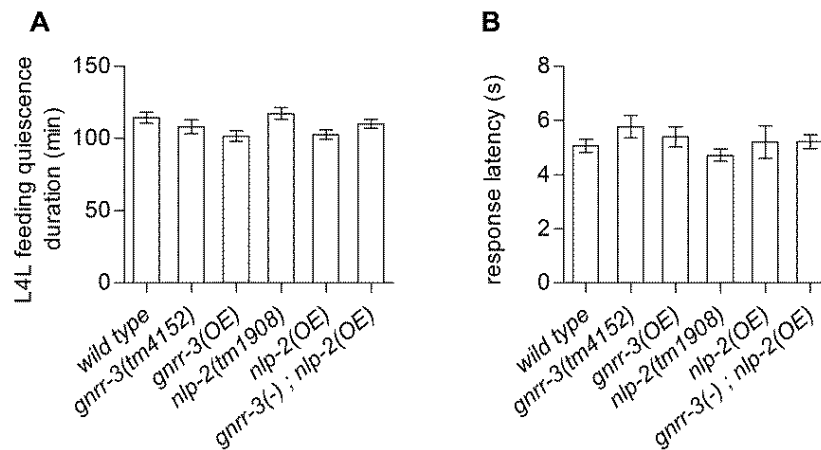 A
L4L feeding quiescence
duration (min)
150
100
50
0
wild type
gnrr-3(tm4152)
gnrr-3(OE)
nlp-2(tm1908)
nlp-2(OE)
gnrr-3(-) ; nlp-2(OE)
B
response latency (s)
8
6
4
2
0
wild type
gnrr-3(tm4152)
gnrr-3(OE)
nlp-2(tm1908)
nlp-2(OE)
gnrr-3(-) ; nlp-2(OE)